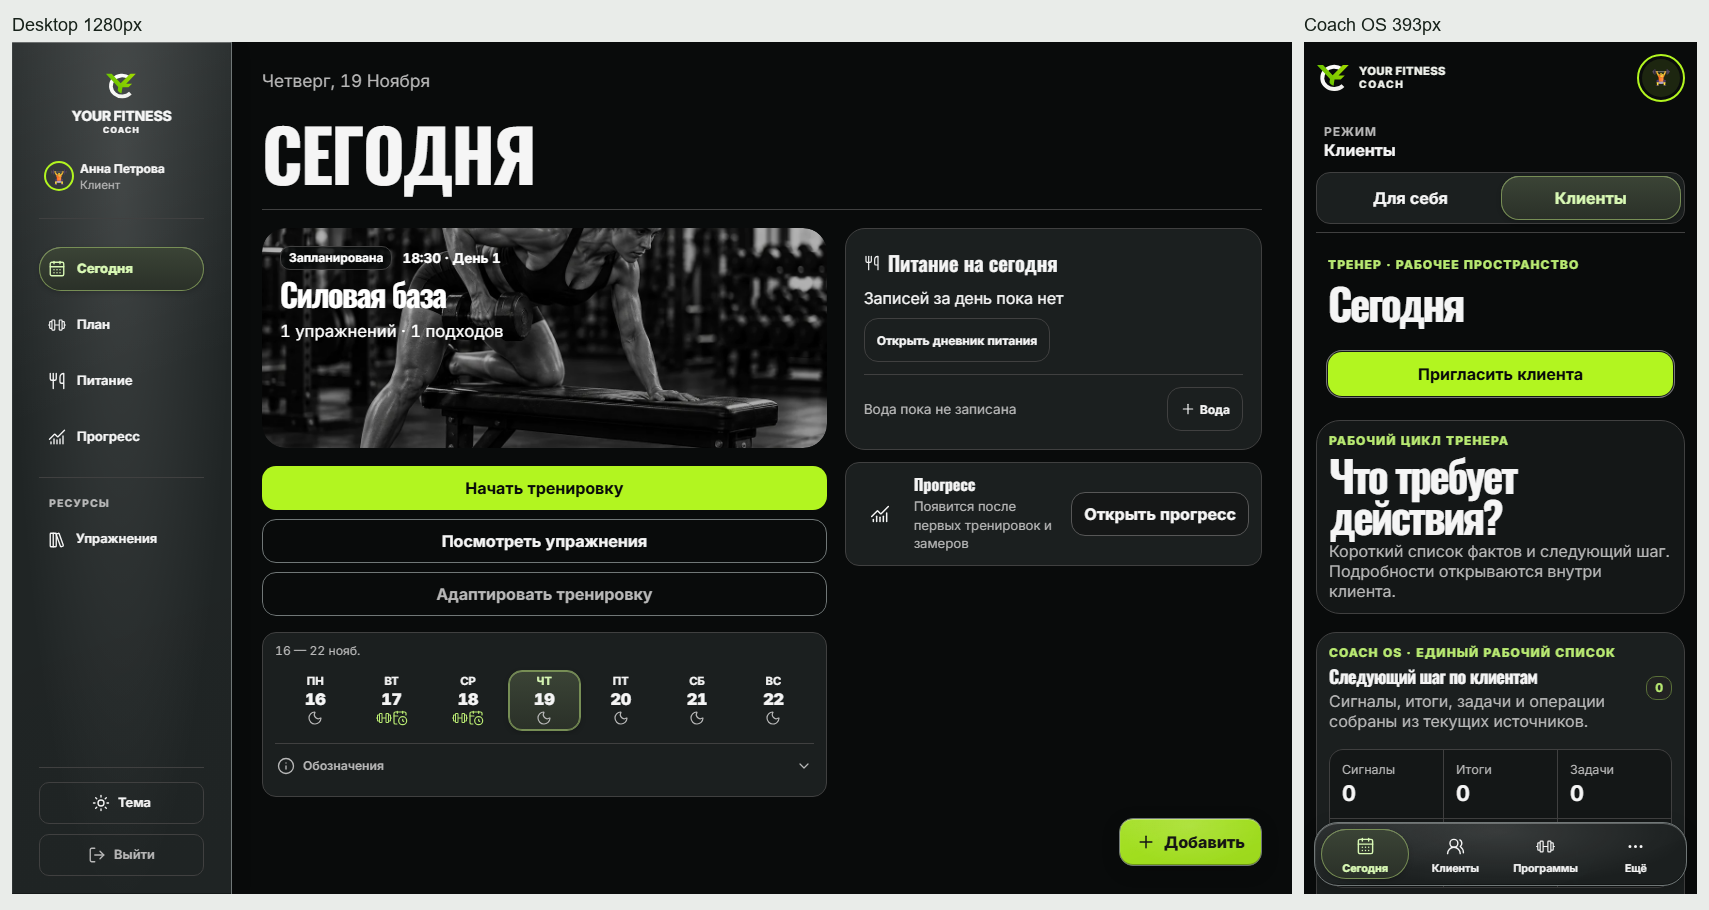 Desktop 1280px
YOUR FITNESS
COACH
Анна Петрова
Клиент
Сегодня
План
Питание
Прогресс
РЕСУРСЫ
Упражнения
Тема
Выйти
Четверг, 19 Ноября
СЕГОДНЯ
Запланирована 18:30 · День 1
Силовая база
1 упражнений · 1 подходов
Начать тренировку
Посмотреть упражнения
Адаптировать тренировку
16 — 22 нояб.
ПН ВТ СР ЧТ ПТ СБ ВС
16 17 18 19 20 21 22
Обозначения
Питание на сегодня
Записей за день пока нет
Открыть дневник питания
Вода пока не записана
+ Вода
Прогресс
Появится после
первых тренировок и
замеров
Открыть прогресс
+ Добавить
Coach OS 393px
YOUR FITNESS
COACH
РЕЖИМ
Клиенты
Для себя Клиенты
ТРЕНЕР · РАБОЧЕЕ ПРОСТРАНСТВО
Сегодня
Пригласить клиента
РАБОЧИЙ ЦИКЛ ТРЕНЕРА
Что требует
действия?
Короткий список фактов и следующий шаг.
Подробности открываются внутри
клиента.
COACH OS · ЕДИНЫЙ РАБОЧИЙ СПИСОК
Следующий шаг по клиентам
0
Сигналы, итоги, задачи и операции
собраны из текущих источников.
Сигналы Итоги Задачи
0 0 0
Сегодня Клиенты Программы Ещё